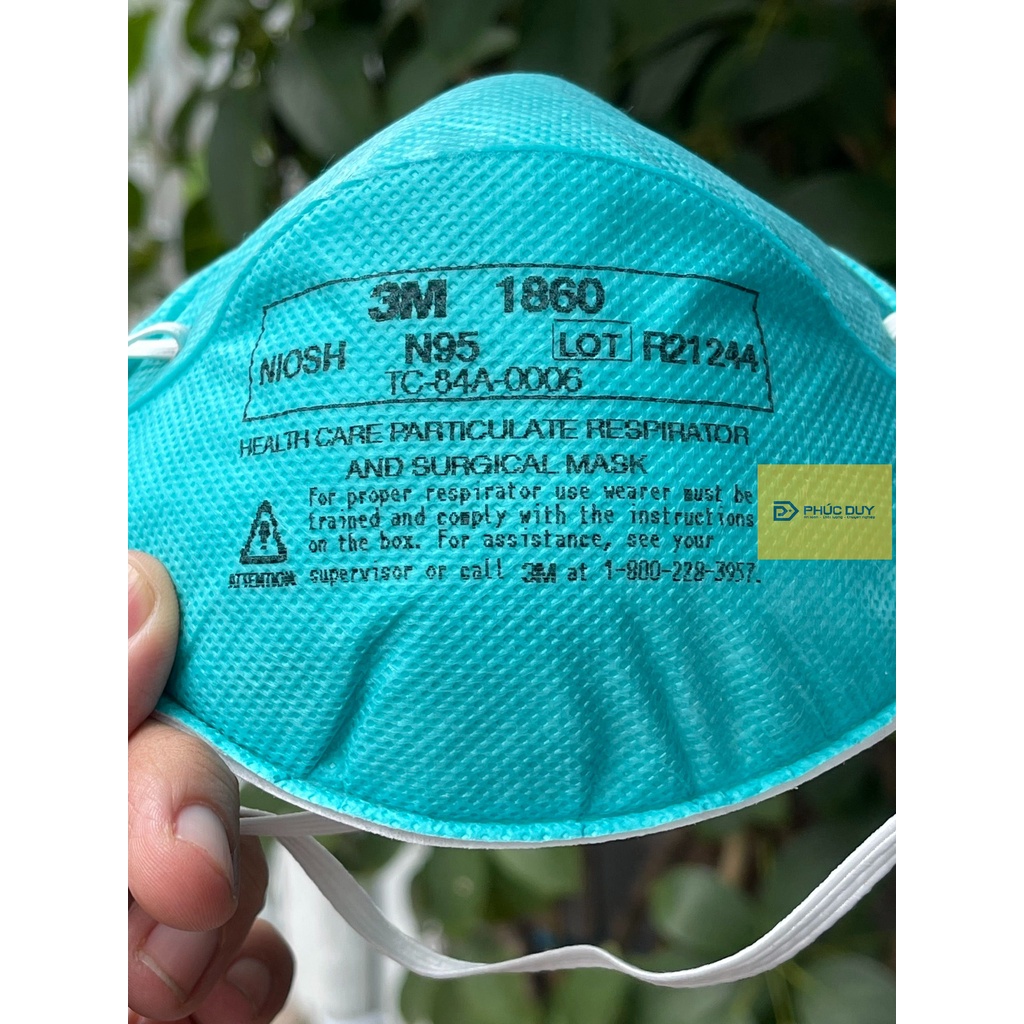 3M 1860
NIOSH N95 LOT R21244
TC-84A-0006
HEALTH CARE PARTICULATE RESPIRATOR
AND SURGICAL MASK
For proper respirator use wearer must be
trained and comply with the instructions
on the box. For assistance, see your
ATTENTION supervisor or call 3M at 1-800-228-3957.
PHÚC DUY